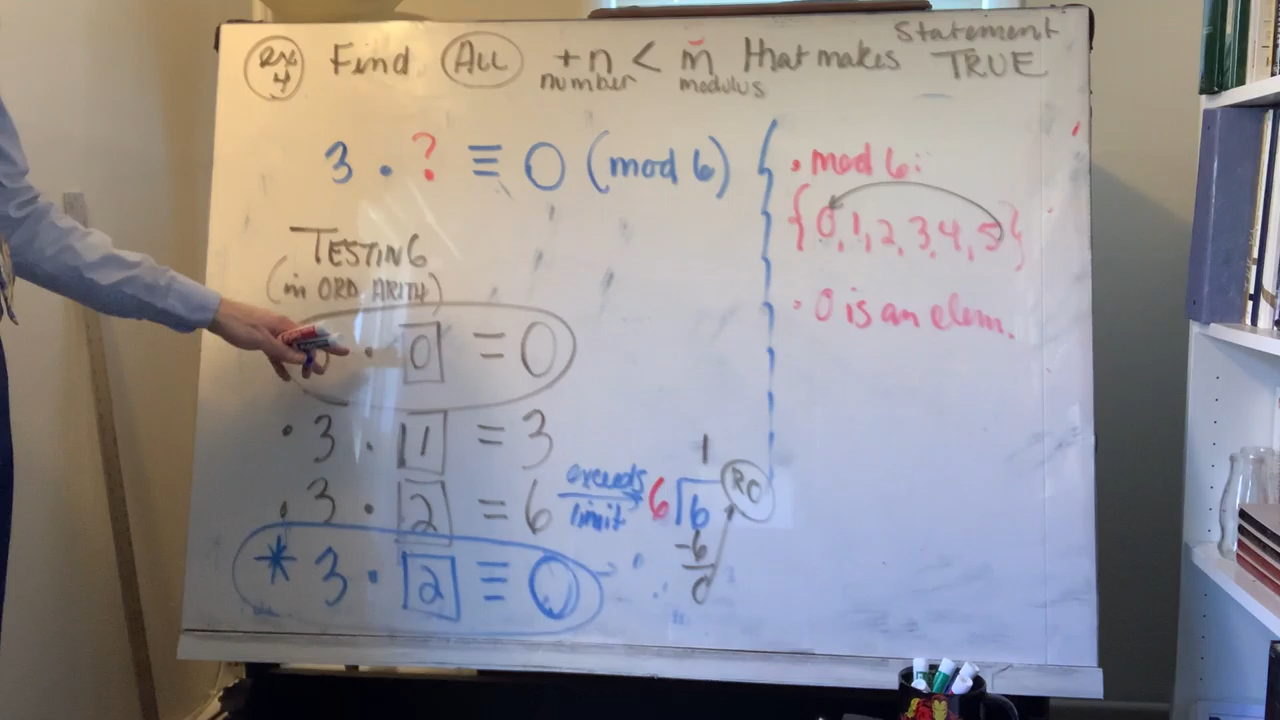 Ex 4 Find ALL +n < m that makes Statement TRUE
number modulus
3 · ? ≡ 0 (mod 6)
TESTING
(in ORD. ARITH)
· 0 = 0
· 3 · 1 = 3
· 3 · 2 = 6 exceeds limit 6)6 1 R0
-6
0
* 3 · 2 ≡ 0
· mod 6:
{0, 1, 2, 3, 4, 5}
· 0 is an elem.